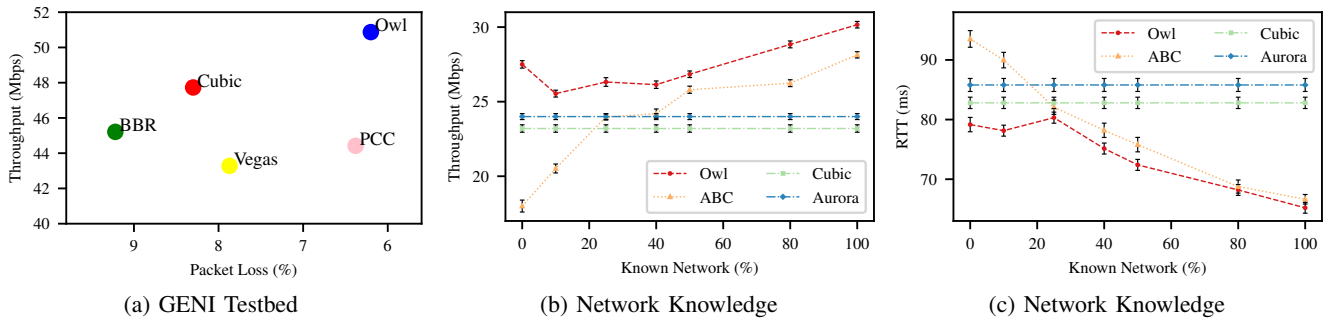 52
50
48
46
44
42
40
Throughput (Mbps)
Owl
Cubic
BBR
PCC
Vegas
9
8
7
6
Packet Loss (%)
(a) GENI Testbed
30
26
24
20
Throughput (Mbps)
Owl
ABC
Cubic
Aurora
0
20
40
60
80
100
Known Network (%)
(b) Network Knowledge
90
80
70
RTT (ms)
Owl
ABC
Cubic
Aurora
0
20
40
60
80
100
Known Network (%)
(c) Network Knowledge